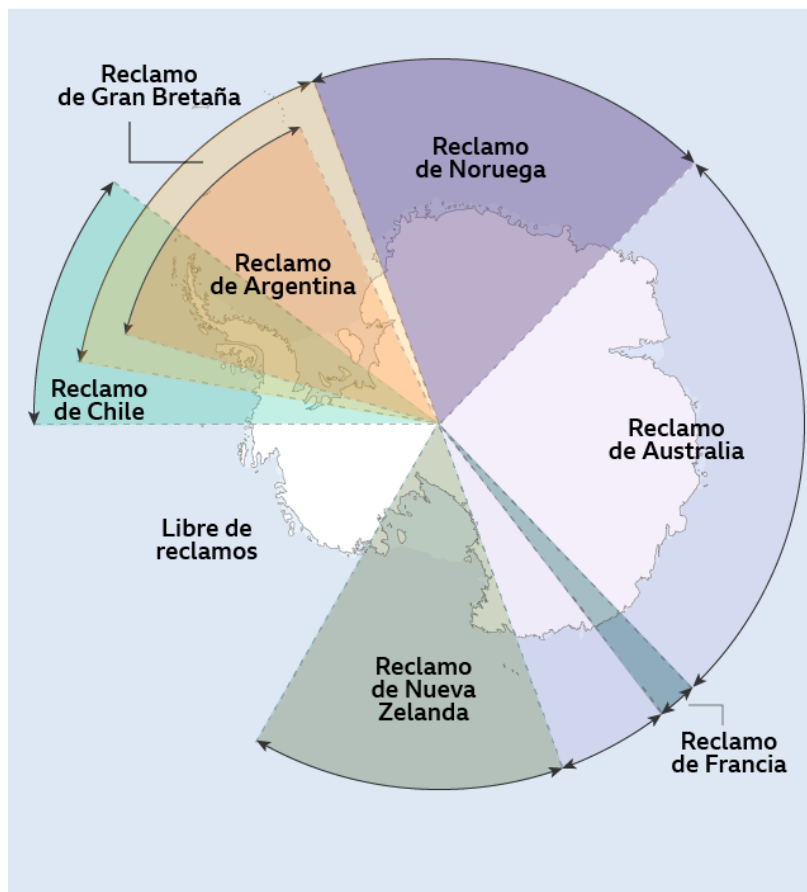 Reclamo
de Gran Bretaña
Reclamo
de Noruega
Reclamo
de Argentina
Reclamo
de Chile
Reclamo
de Australia
Libre de
reclamos
Reclamo
de Nueva
Zelanda
Reclamo
de Francia